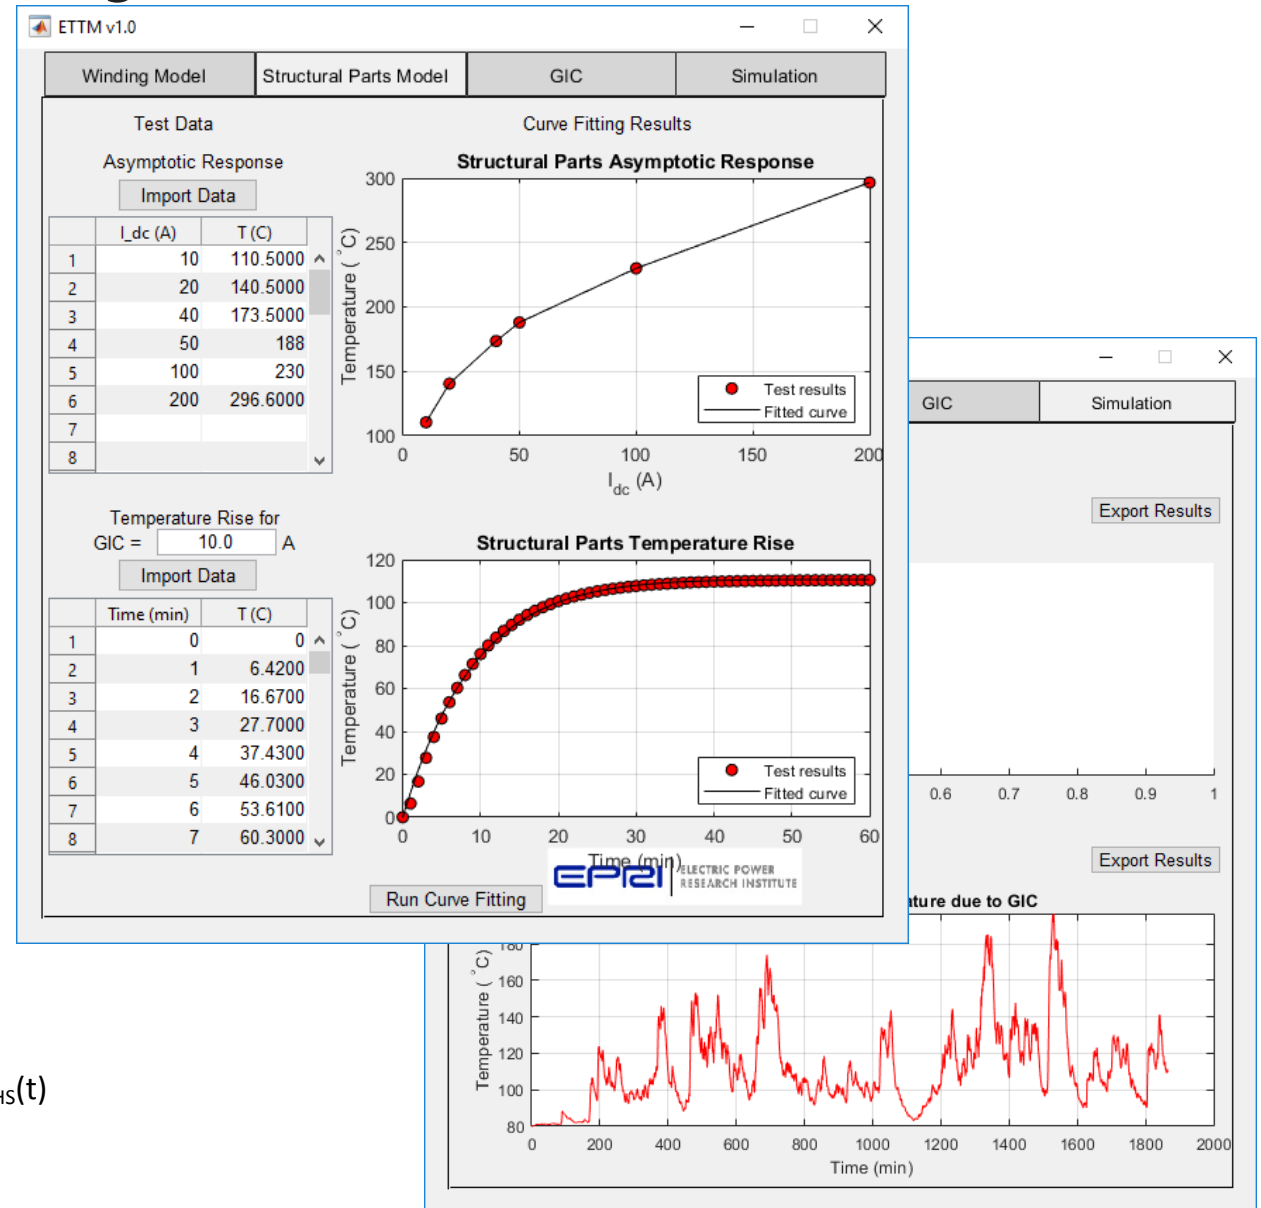 ETTM v1.0
Winding Model Structural Parts Model GIC Simulation
Test Data
Asymptotic Response
Import Data
I_dc (A) T (C)
1 10 110.5000
2 20 140.5000
3 40 173.5000
4 50 188
5 100 230
6 200 296.6000
7
8
Curve Fitting Results
Structural Parts Asymptotic Response
300
250
200
150
100
Temperature (°C)
0 50 100 150 200
I_dc (A)
Test results
Fitted curve
Temperature Rise for
GIC = 10.0 A
Import Data
Time (min) T (C)
1 0 0
2 1 6.4200
3 2 16.6700
4 3 27.7000
5 4 37.4300
6 5 46.0300
7 6 53.6100
8 7 60.3000
Structural Parts Temperature Rise
120
100
80
60
40
20
0
Temperature (°C)
0 10 20 30 40 50 60
Time (min)
Test results
Fitted curve
Run Curve Fitting
EPRI ELECTRIC POWER
RESEARCH INSTITUTE
GIC Simulation
Export Results
0.6 0.7 0.8 0.9 1
Export Results
ature due to GIC
180
160
140
120
100
80
Temperature (°C)
0 200 400 600 800 1000 1200 1400 1600 1800 2000
Time (min)
HS(t)